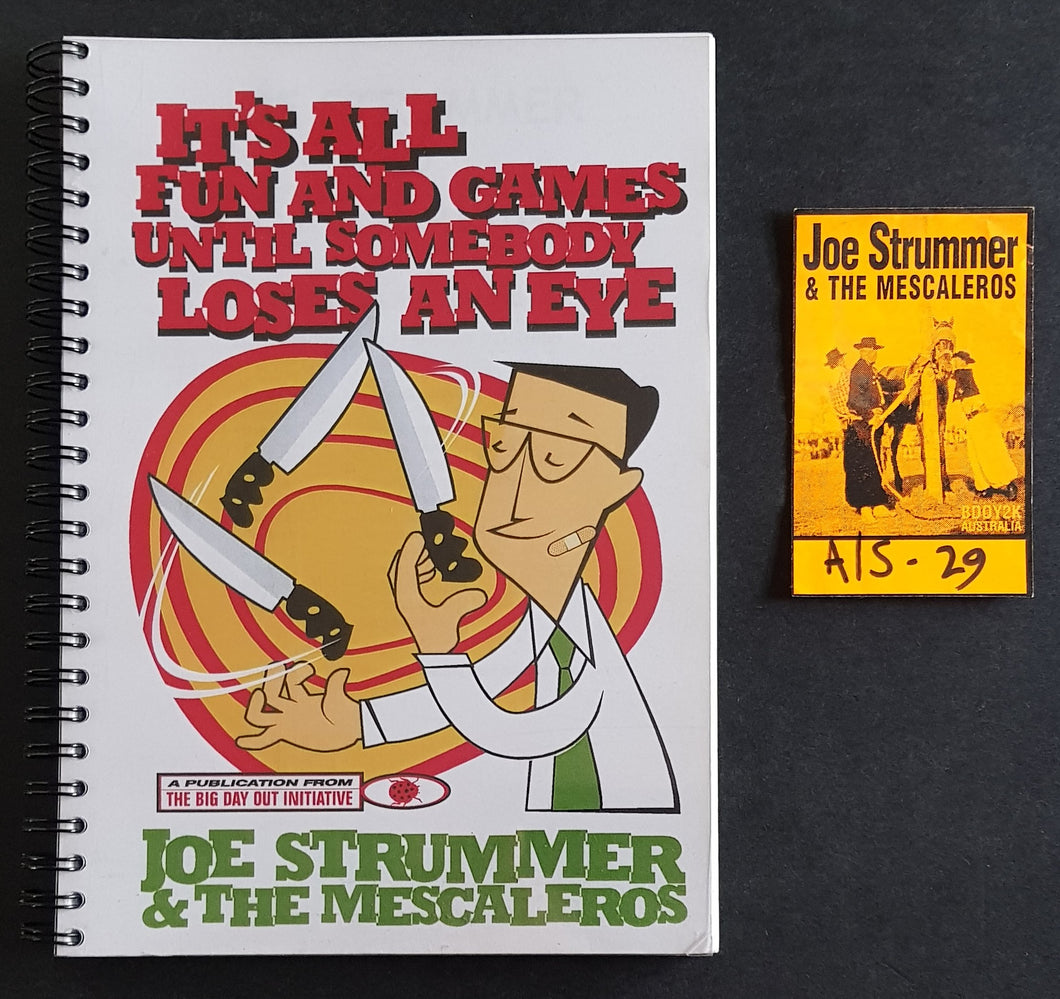 IT'S ALL
FUN AND GAMES
UNTIL SOMEBODY
LOSES AN EYE
A PUBLICATION FROM
THE BIG DAY OUT INITIATIVE
JOE STRUMMER
& THE MESCALEROS
Joe Strummer
& THE MESCALEROS
BDOY2K
AUSTRALIA
A/S - 29